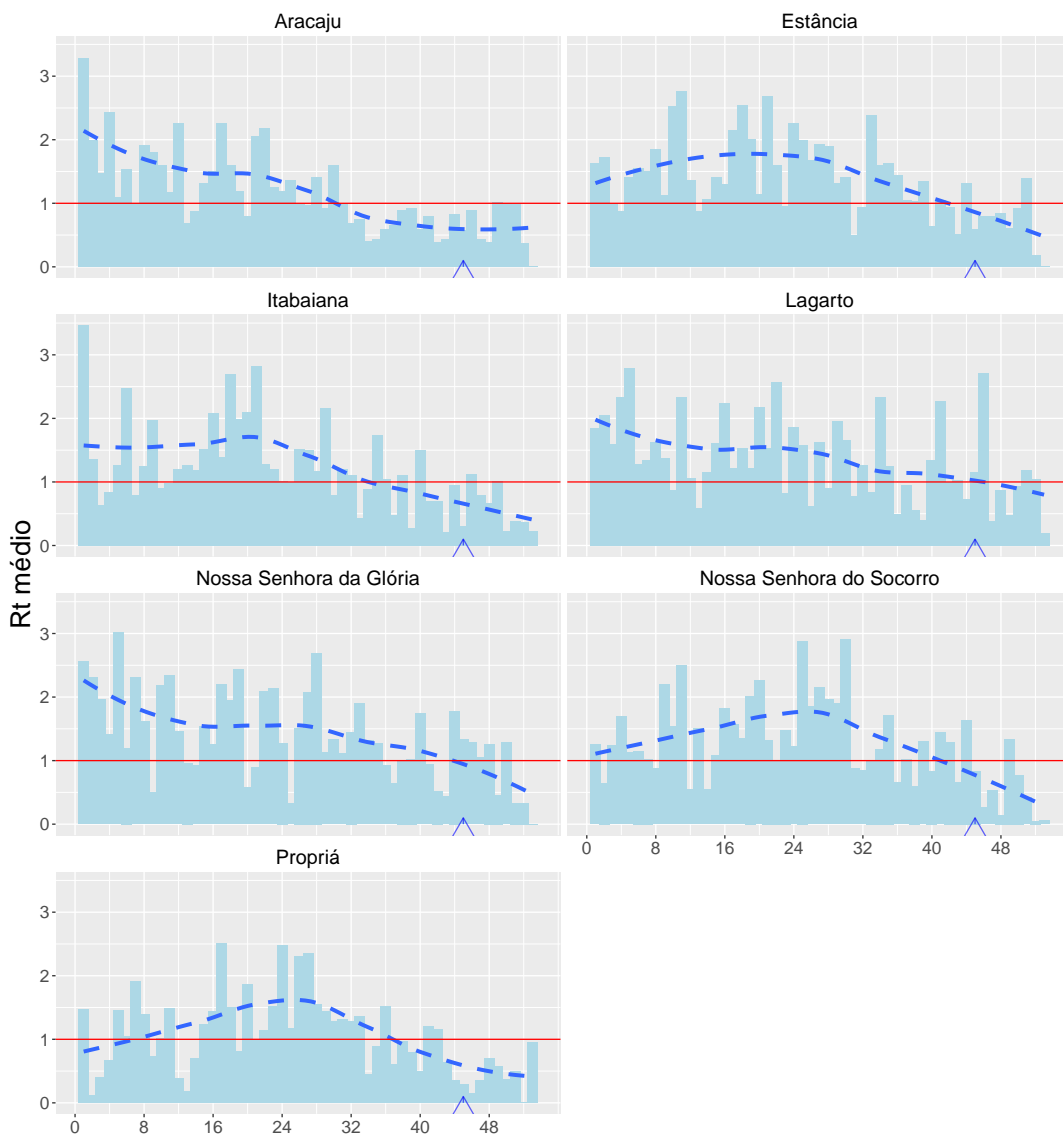 Aracaju
Estância
3
2
1
0
Itabaiana
Lagarto
3
2
1
0
Rt médio
Nossa Senhora da Glória
Nossa Senhora do Socorro
3
2
1
0
0 8 16 24 32 40 48
Propriá
3
2
1
0
0 8 16 24 32 40 48